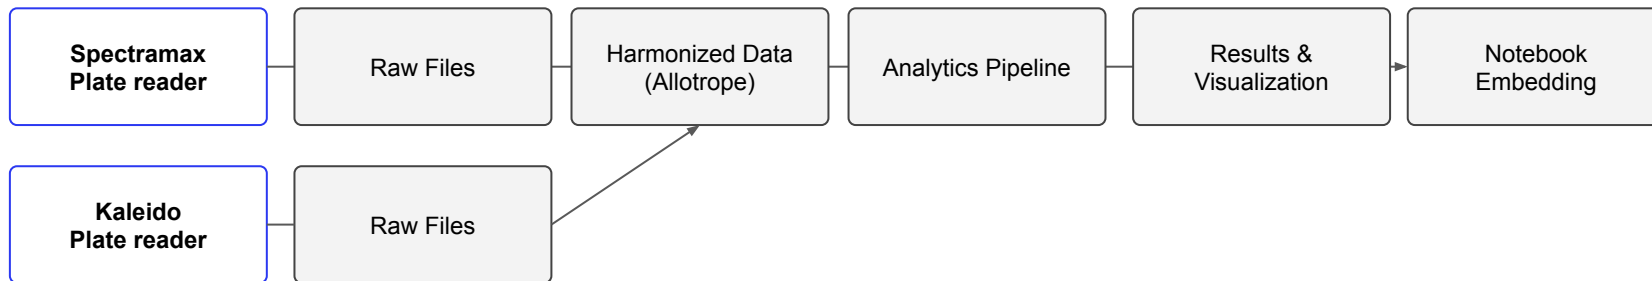 Spectramax
Plate reader
Raw Files
Harmonized Data
(Allotrope)
Analytics Pipeline
Results &
Visualization
Notebook
Embedding
Kaleido
Plate reader
Raw Files